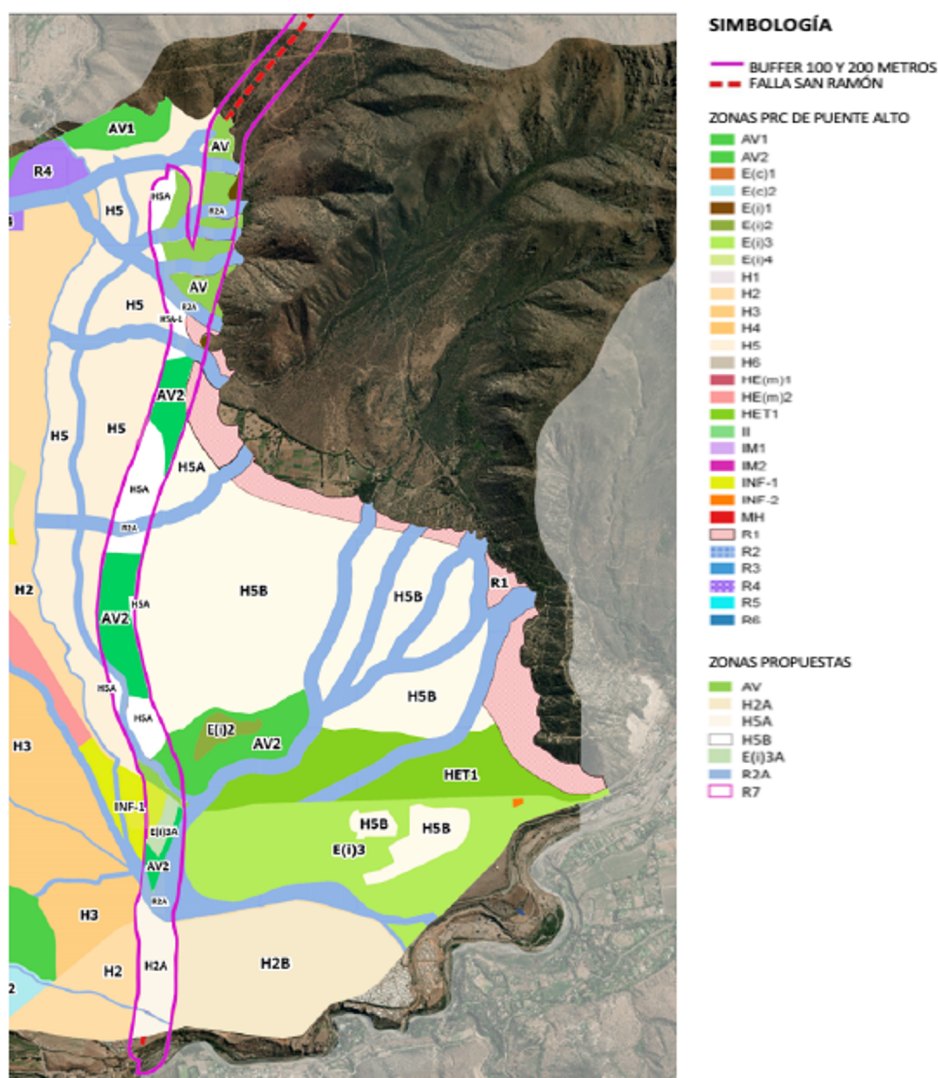 SIMBOLOGÍA
BUFFER 100 Y 200 METROS
FALLA SAN RAMÓN
ZONAS PRC DE PUENTE ALTO
AV1
AV2
E(c)1
E(c)2
E(i)1
E(i)2
E(i)3
E(i)4
H1
H2
H3
H4
H5
H6
HE(m)1
HE(m)2
HET1
II
IM1
IM2
INF-1
INF-2
MH
R1
R2
R3
R4
R5
R6
ZONAS PROPUESTAS
AV
H2A
H5A
H5B
E(i)3A
R2A
R7
AV1
AV
R4
H5A
H5
R2A
AV
H5
R2A
H5A-1
AV2
H5
H5
H5A
H5A
R2A
H2
H5B
H5B
R1
H5A
AV2
H5A
H5B
H5A
E(i)2
AV2
H3
HET1
INF-1
H5B
H5B
E(i)3A
E(i)3
AV2
R2A
H3
H2
H2A
H2B
2